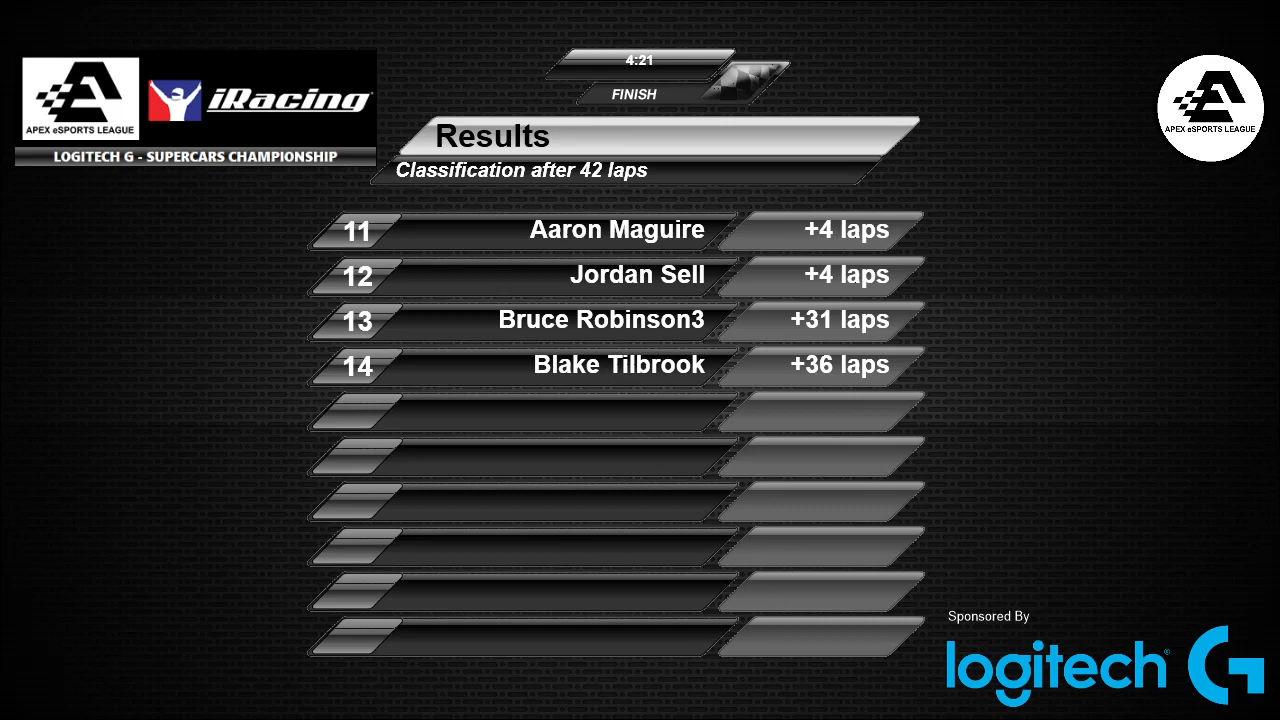 4:21
FINISH
APEX eSPORTS LEAGUE
iRacing
LOGITECH G - SUPERCARS CHAMPIONSHIP
APEX eSPORTS LEAGUE
Results
Classification after 42 laps
11 Aaron Maguire +4 laps
12 Jordan Sell +4 laps
13 Bruce Robinson3 +31 laps
14 Blake Tilbrook +36 laps
Sponsored By
logitech® G